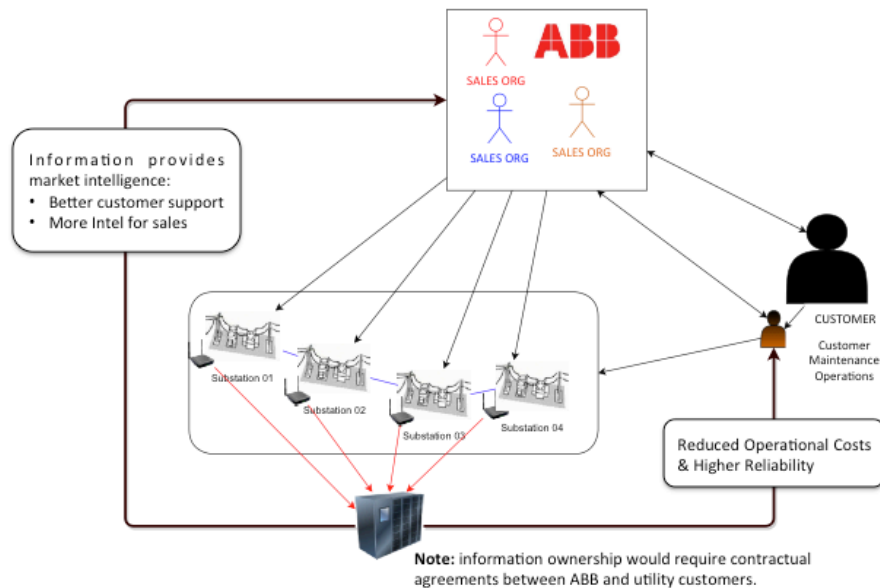 ABB
SALES ORG
SALES ORG
SALES ORG
Information provides
market intelligence:
• Better customer support
• More Intel for sales
CUSTOMER
Customer
Maintenance
Operations
Substation 01
Substation 02
Substation 03
Substation 04
Reduced Operational Costs
& Higher Reliability
Note: information ownership would require contractual
agreements between ABB and utility customers.